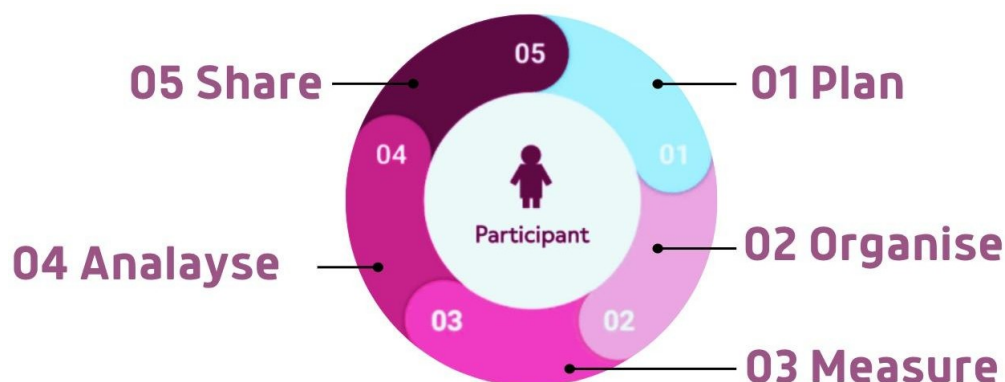 05 Share
01 Plan
05
04
01
Participant
04 Analayse
02 Organise
03
02
03 Measure